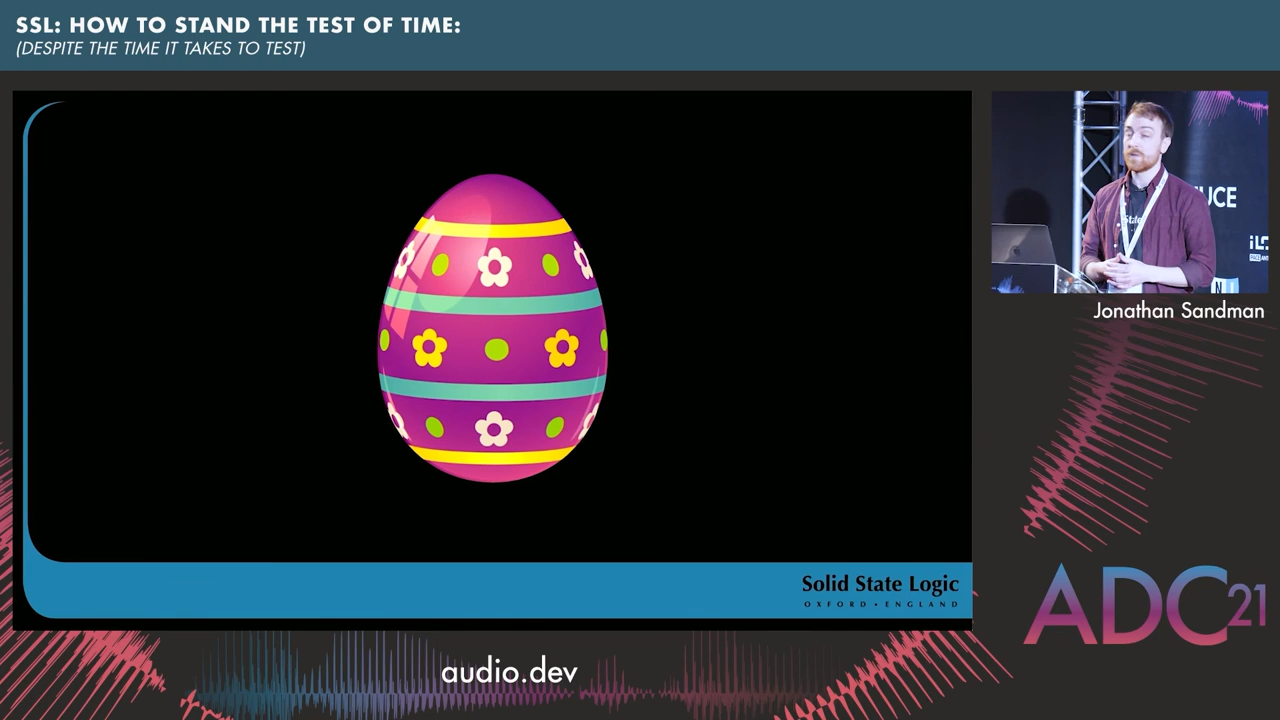 SSL: HOW TO STAND THE TEST OF TIME:
(DESPITE THE TIME IT TAKES TO TEST)
UCE
Jonathan Sandman
Solid State Logic
OXFORD • ENGLAND
ADC21
audio.dev